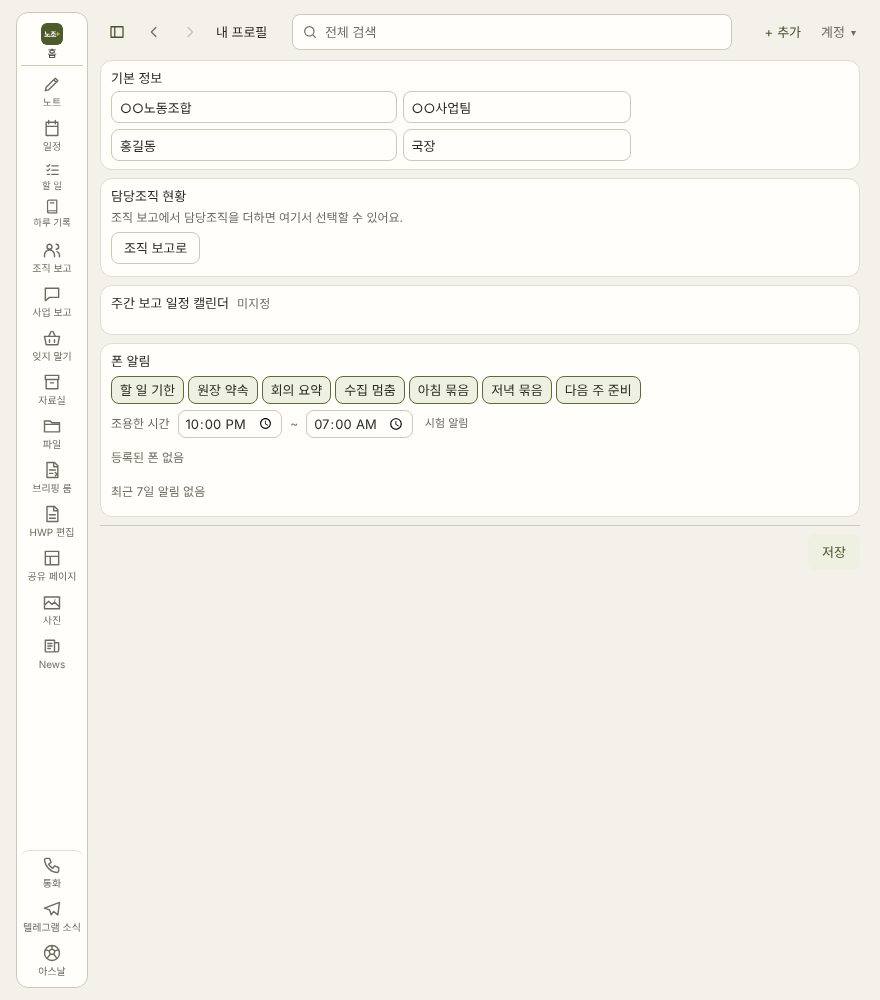 노조+
홈
노트
일정
할 일
하루 기록
조직 보고
사업 보고
잊지 말기
자료실
파일
브리핑 룸
HWP 편집
공유 페이지
사진
News
통화
텔레그램 소식
아스날
내 프로필
전체 검색
+ 추가
계정 ▾
기본 정보
○○노동조합
○○사업팀
홍길동
국장
담당조직 현황
조직 보고에서 담당조직을 더하면 여기서 선택할 수 있어요.
조직 보고로
주간 보고 일정 캘린더 미지정
폰 알림
할 일 기한 원장 약속 회의 요약 수집 멈춤 아침 묶음 저녁 묶음 다음 주 준비
조용한 시간 10:00 PM ~ 07:00 AM 시험 알림
등록된 폰 없음
최근 7일 알림 없음
저장